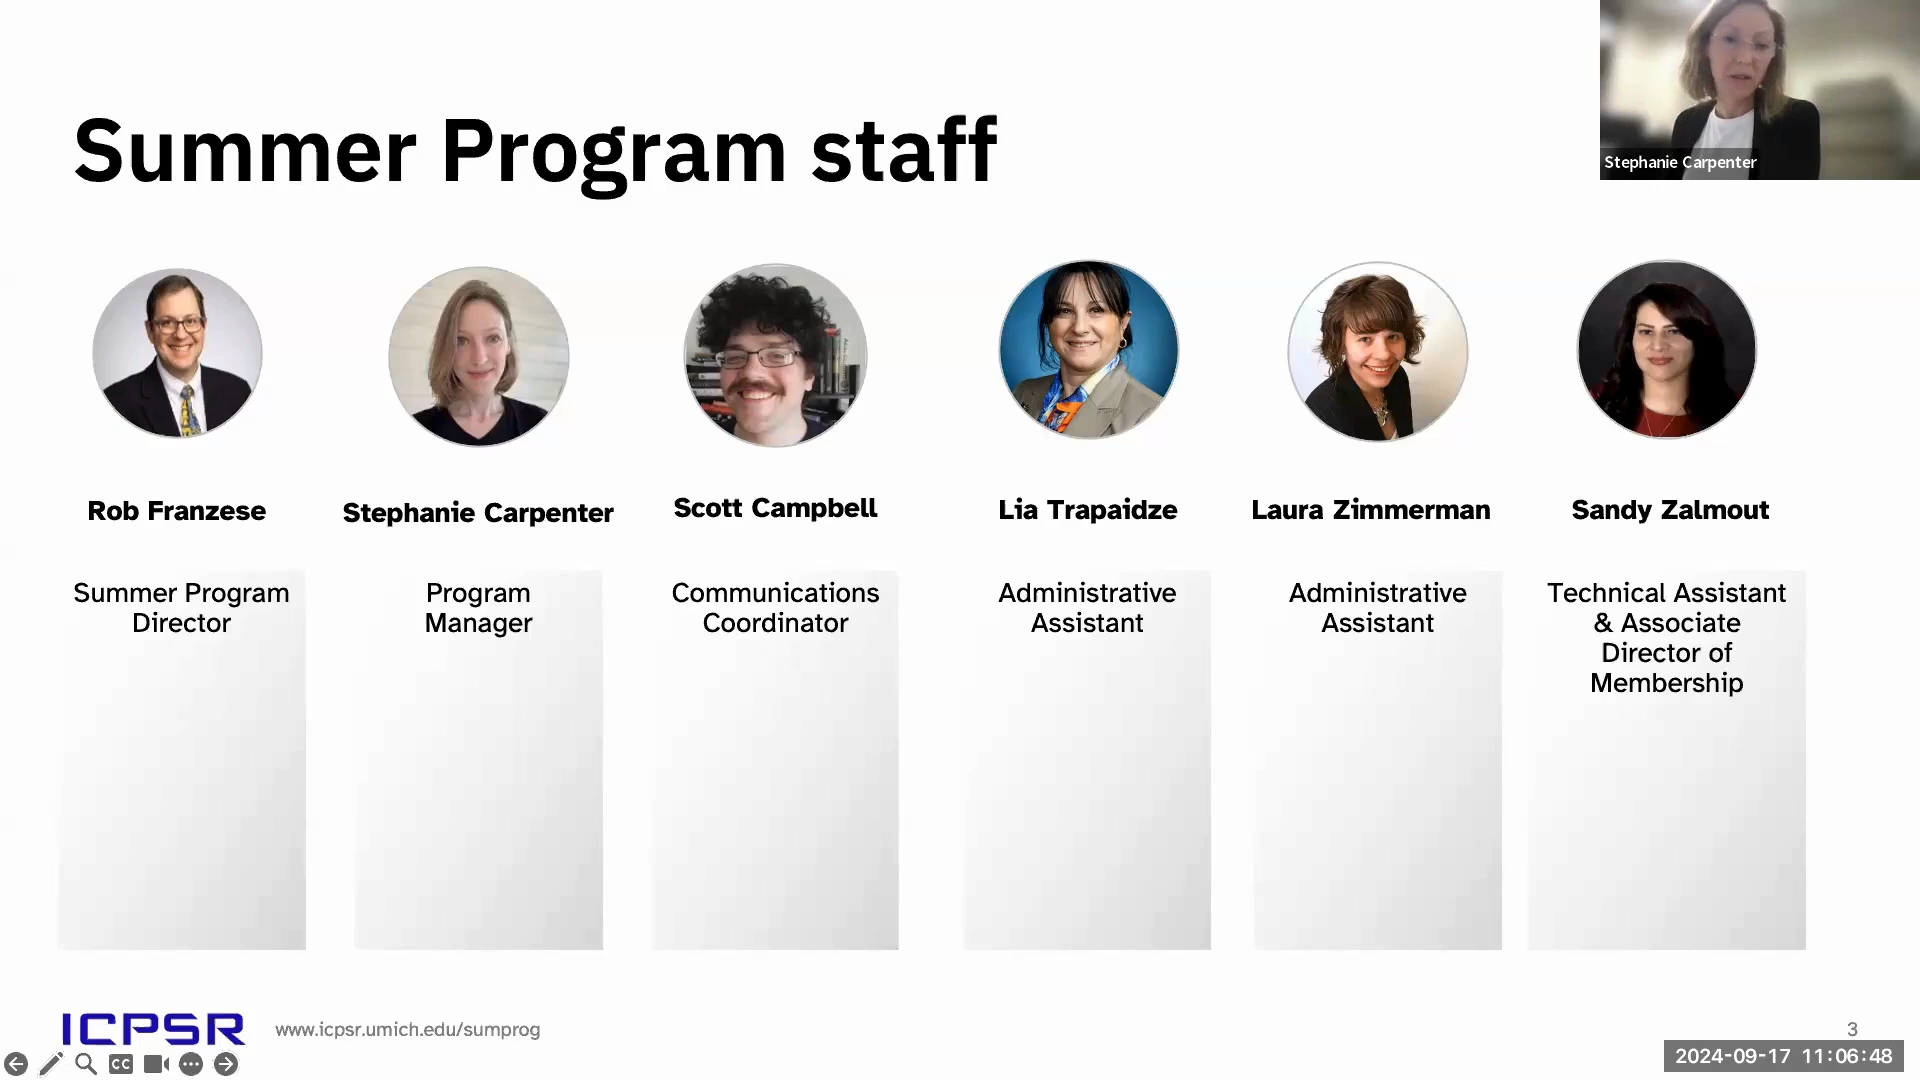 Summer Program staff
Stephanie Carpenter
Rob Franzese
Stephanie Carpenter
Scott Campbell
Lia Trapaidze
Laura Zimmerman
Sandy Zalmout
Summer Program
Director
Program
Manager
Communications
Coordinator
Administrative
Assistant
Administrative
Assistant
Technical Assistant
& Associate
Director of
Membership
ICPSR
www.icpsr.umich.edu/sumprog
3
CC
2024-09-17 11:06:48